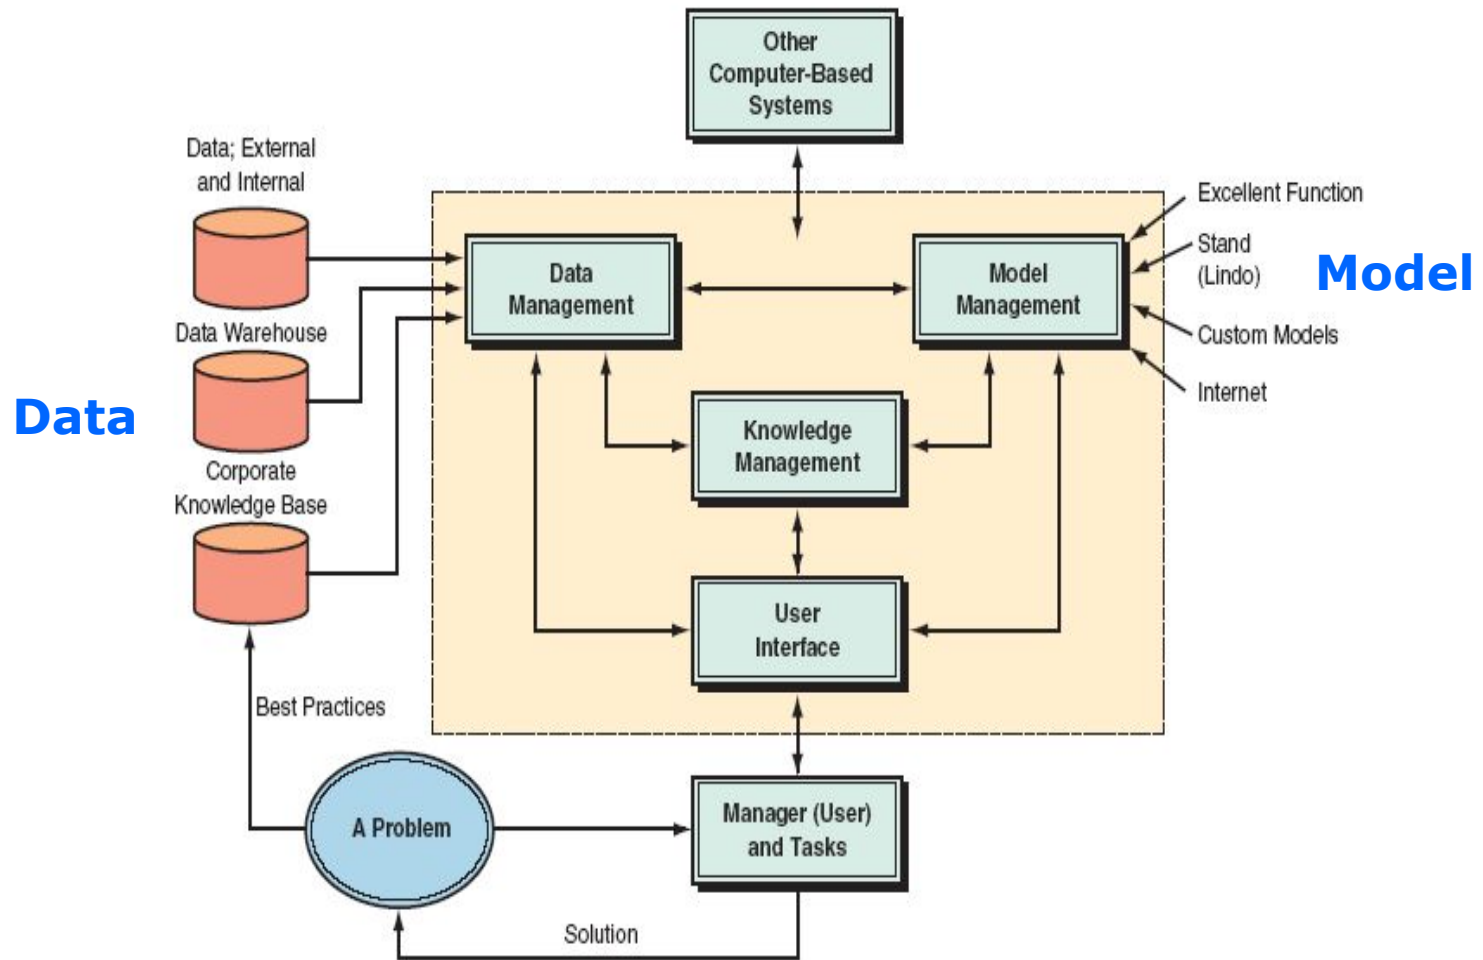 Other
Computer-Based
Systems
Data; External
and Internal
Excellent Function
Stand
(Lindo)
Model
Data
Management
Model
Management
Data Warehouse
Custom Models
Internet
Data
Knowledge
Management
Corporate
Knowledge Base
User
Interface
Best Practices
A Problem
Manager (User)
and Tasks
Solution